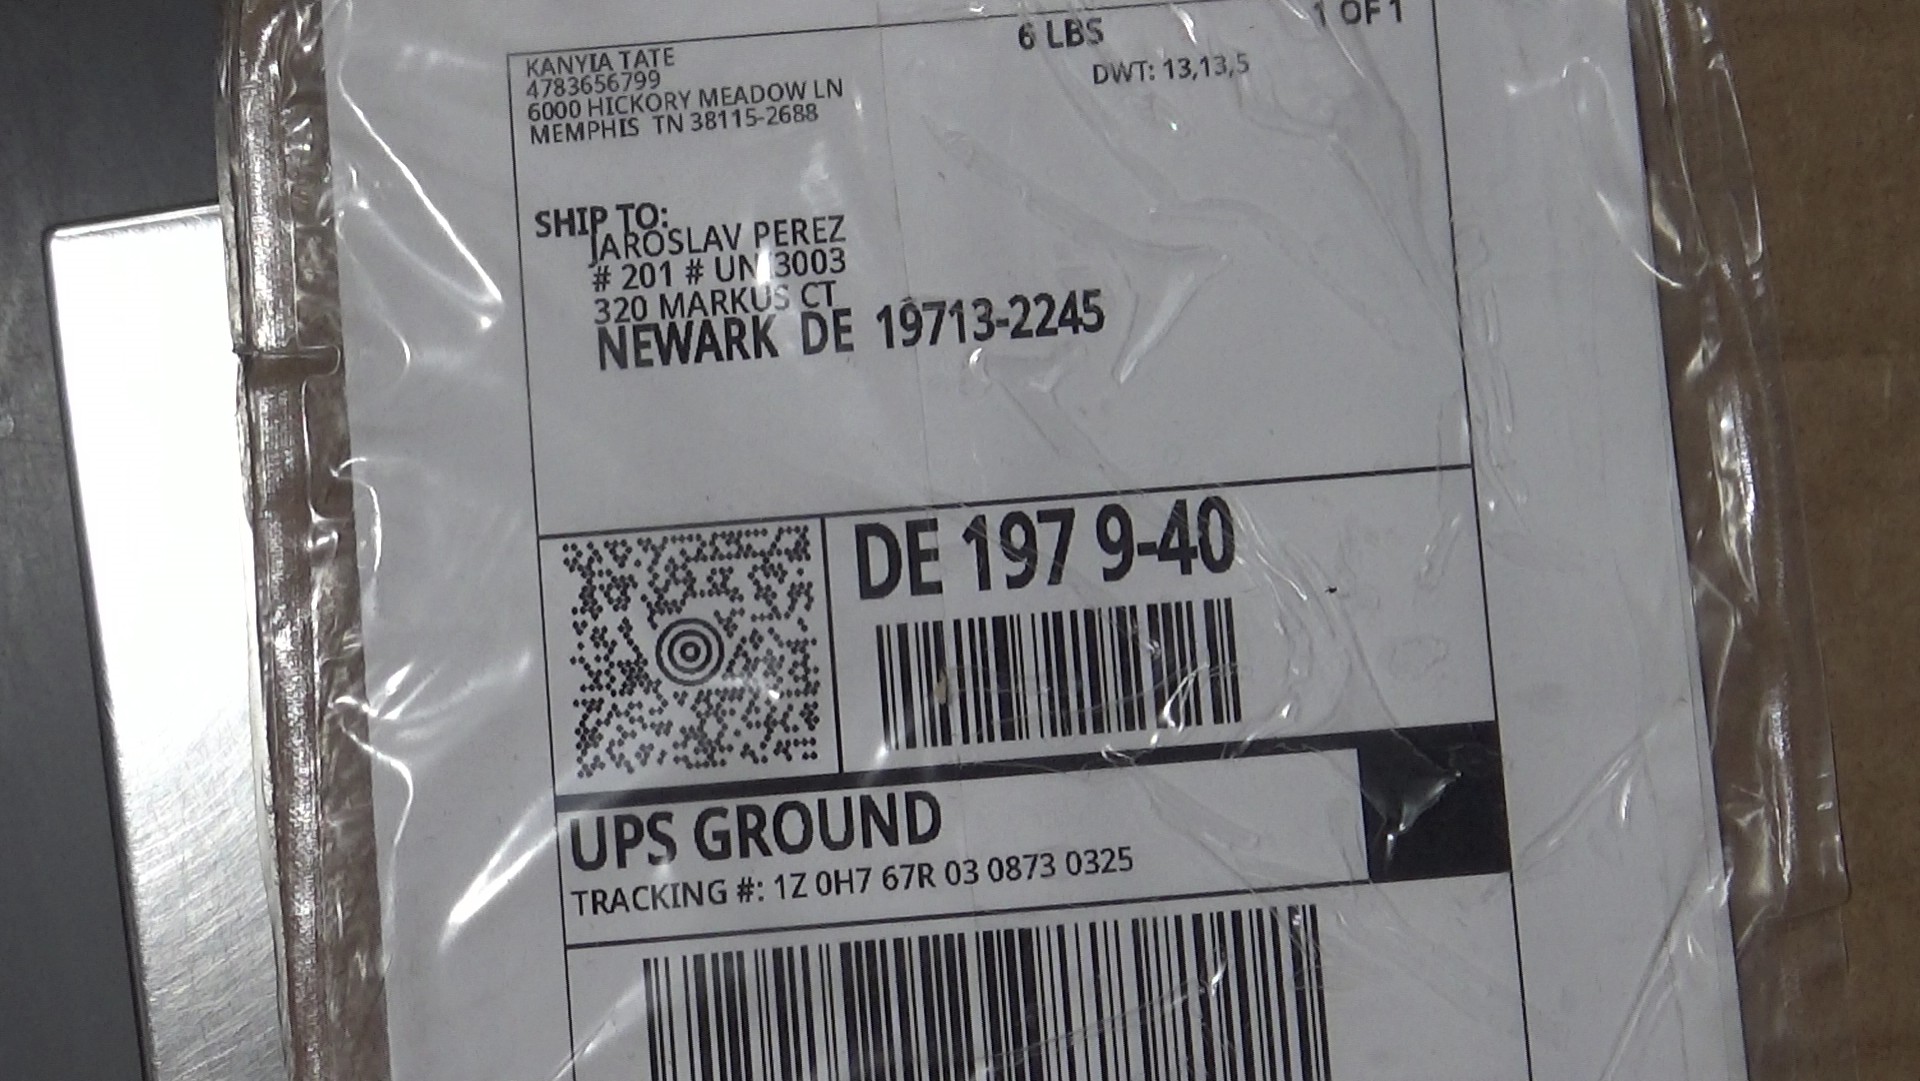 KANYIA TATE
4783656799
6000 HICKORY MEADOW LN
MEMPHIS TN 38115-2688
6 LBS
1 OF 1
DWT: 13,13,5
SHIP TO:
JAROSLAV PEREZ
# 201 # UN 3003
320 MARKUS CT
NEWARK DE 19713-2245
DE 197 9-40
UPS GROUND
TRACKING #: 1Z 0H7 67R 03 0873 0325